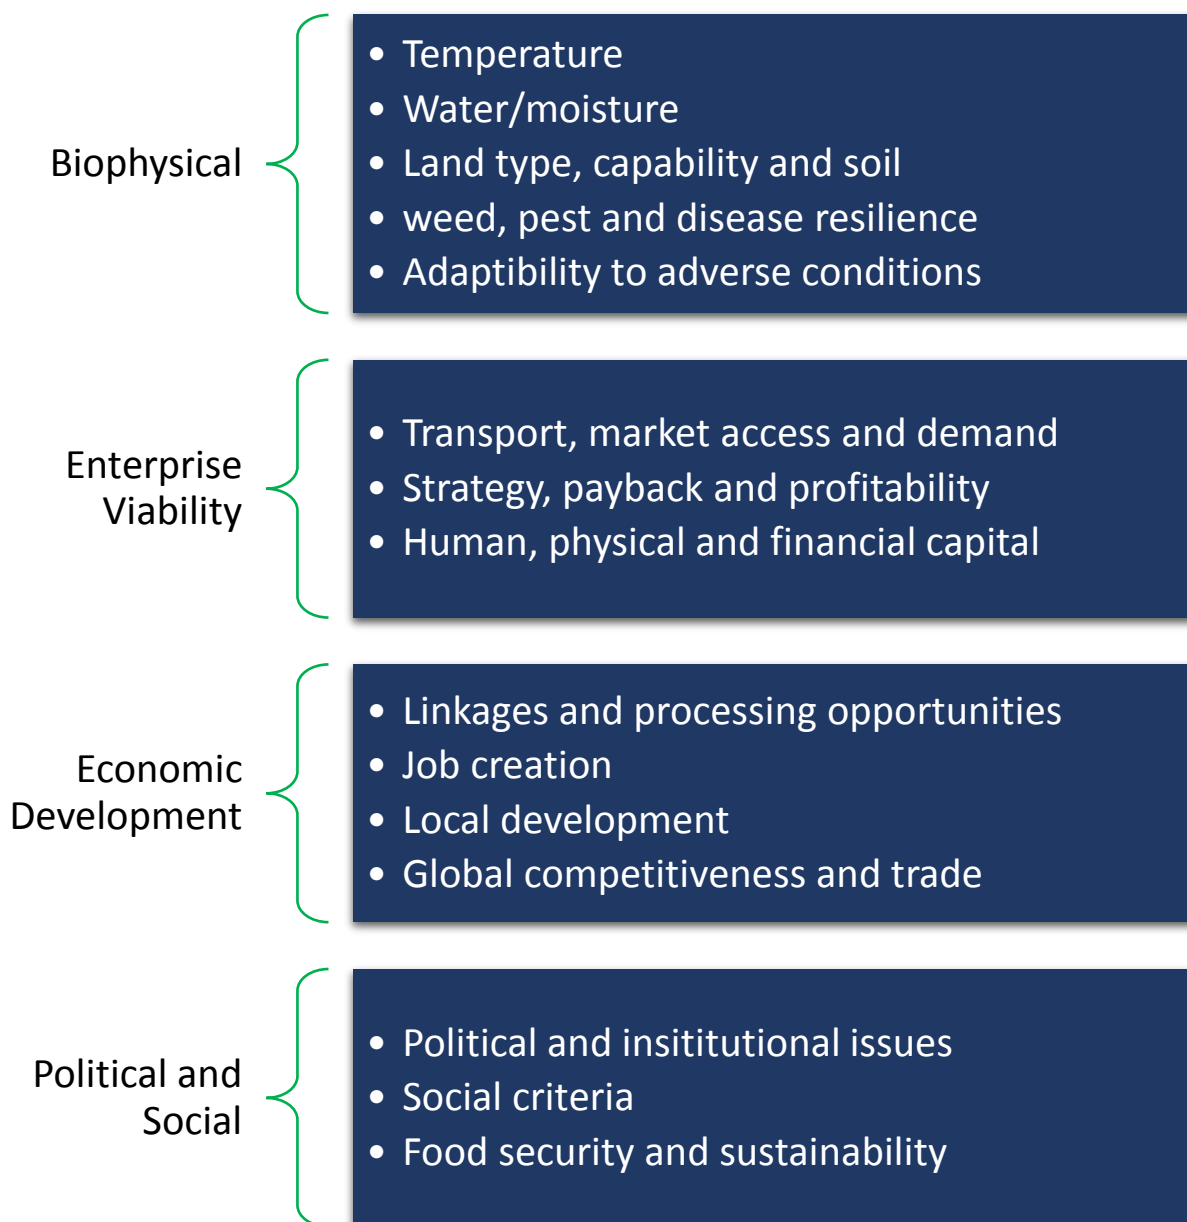 Biophysical
• Temperature
• Water/moisture
• Land type, capability and soil
• weed, pest and disease resilience
• Adaptibility to adverse conditions
Enterprise
Viability
• Transport, market access and demand
• Strategy, payback and profitability
• Human, physical and financial capital
Economic
Development
• Linkages and processing opportunities
• Job creation
• Local development
• Global competitiveness and trade
Political and
Social
• Political and insititutional issues
• Social criteria
• Food security and sustainability